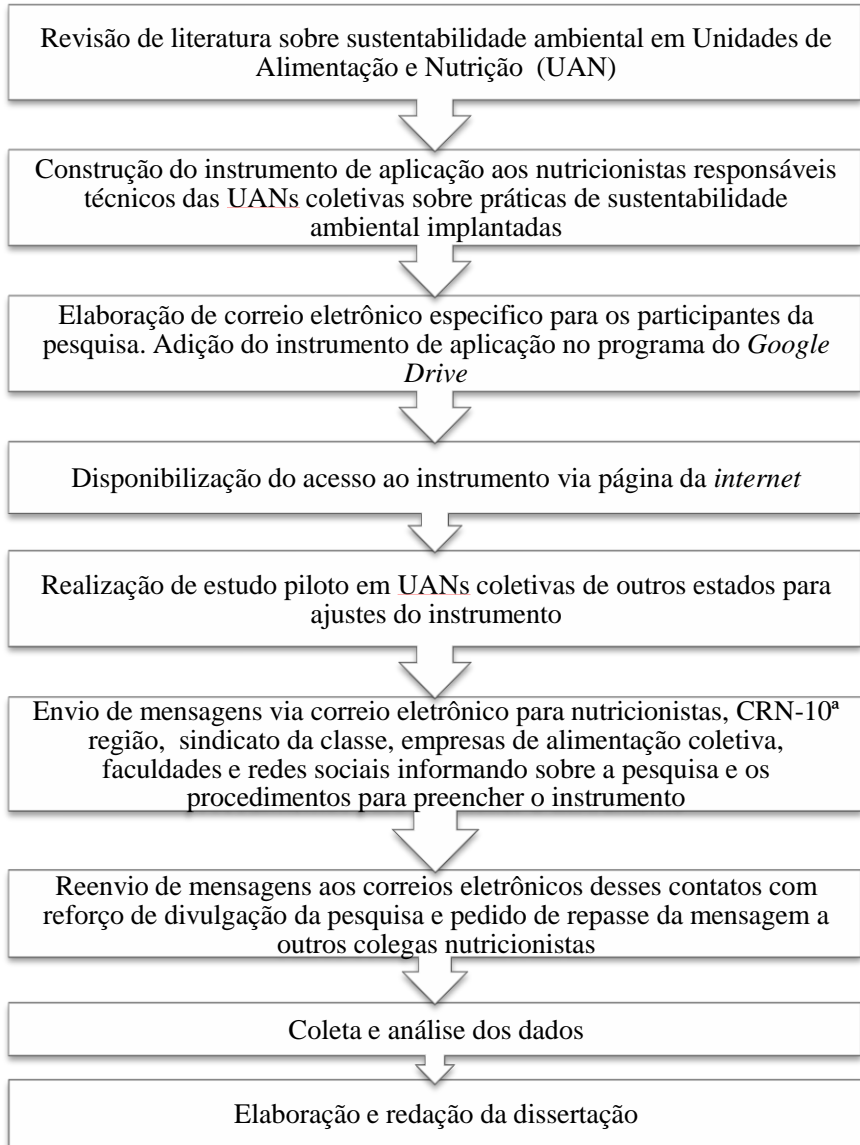 Revisão de literatura sobre sustentabilidade ambiental em Unidades de
Alimentação e Nutrição (UAN)
Construção do instrumento de aplicação aos nutricionistas responsáveis
técnicos das UANs coletivas sobre práticas de sustentabilidade
ambiental implantadas
Elaboração de correio eletrônico especifico para os participantes da
pesquisa. Adição do instrumento de aplicação no programa do Google
Drive
Disponibilização do acesso ao instrumento via página da internet
Realização de estudo piloto em UANs coletivas de outros estados para
ajustes do instrumento
Envio de mensagens via correio eletrônico para nutricionistas, CRN-10ª
região, sindicato da classe, empresas de alimentação coletiva,
faculdades e redes sociais informando sobre a pesquisa e os
procedimentos para preencher o instrumento
Reenvio de mensagens aos correios eletrônicos desses contatos com
reforço de divulgação da pesquisa e pedido de repasse da mensagem a
outros colegas nutricionistas
Coleta e análise dos dados
Elaboração e redação da dissertação